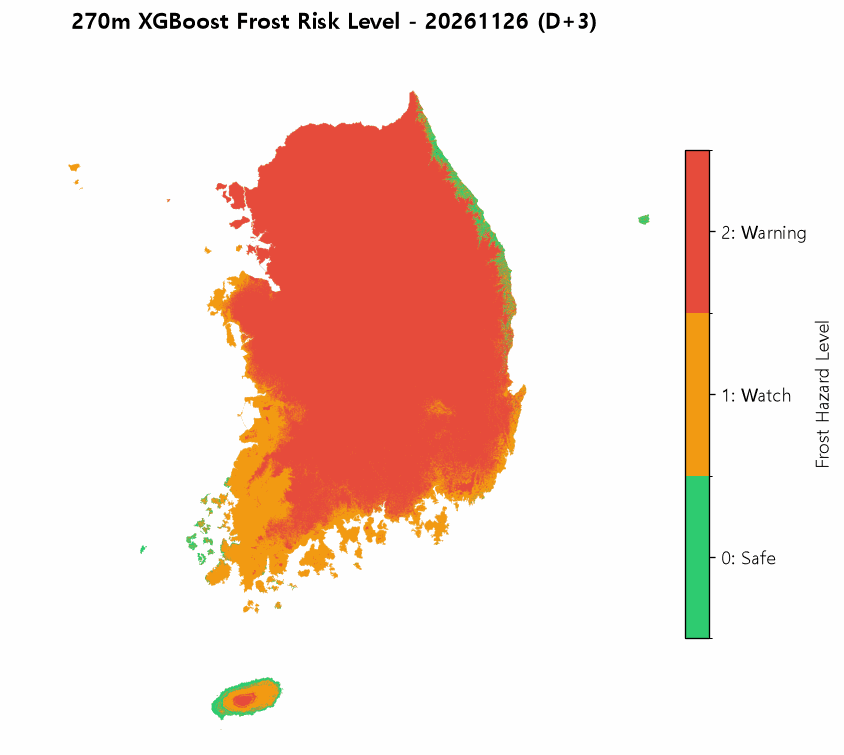 270m XGBoost Frost Risk Level - 20261126 (D+3)
2: Warning
1: Watch
0: Safe
Frost Hazard Level